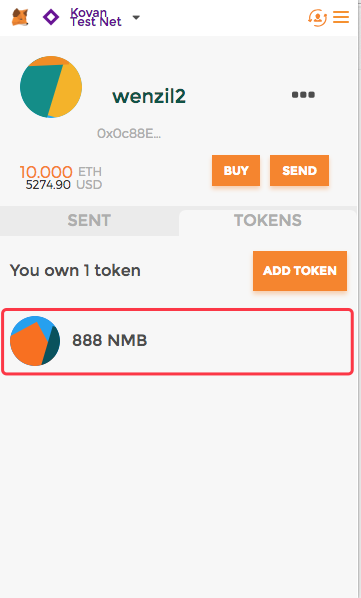 Kovan
Test Net
wenzil2
0x0c88E...
10.000 ETH
5274.90 USD
BUY
SEND
SENT
TOKENS
You own 1 token
ADD TOKEN
888 NMB